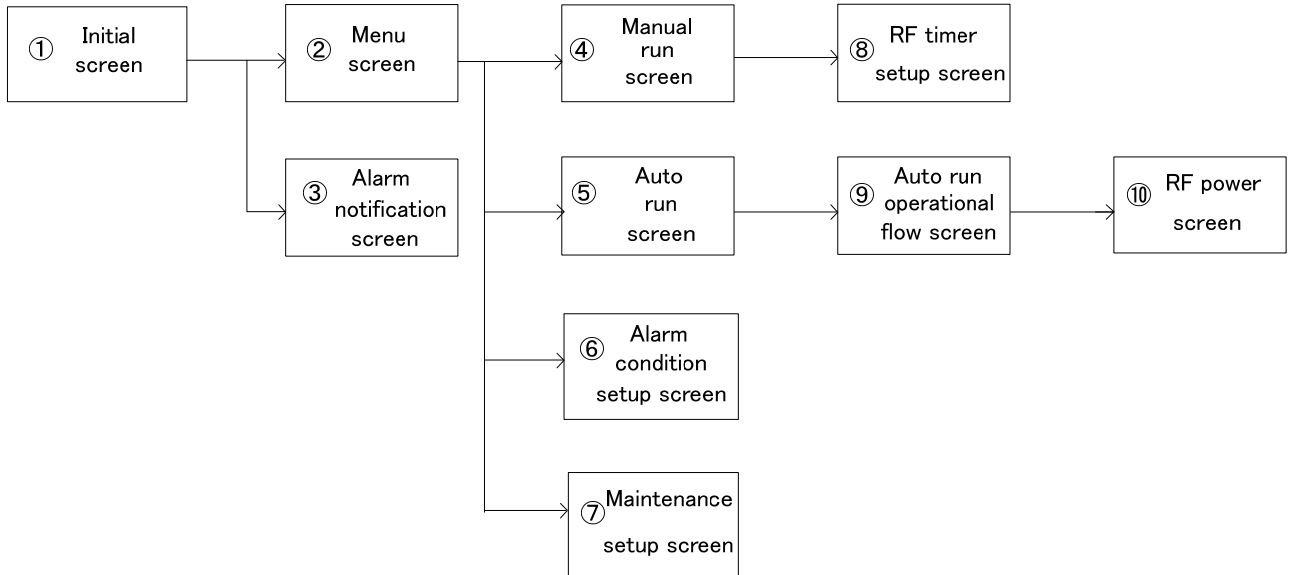 ① Initial
screen
② Menu
screen
③ Alarm
notification
screen
④ Manual
run
screen
⑤ Auto
run
screen
⑥ Alarm
condition
setup screen
⑦ Maintenance
setup screen
⑧ RF timer
setup screen
⑨ Auto run
operational
flow screen
⑩ RF power
screen